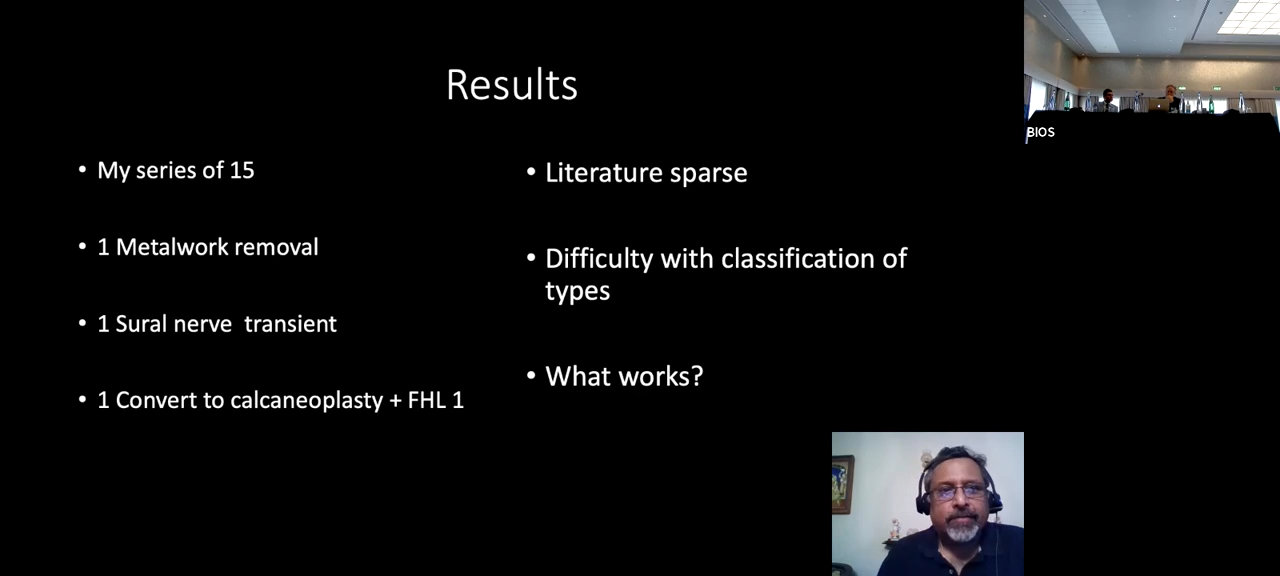 Results
• My series of 15
• 1 Metalwork removal
• 1 Sural nerve  transient
• 1 Convert to calcaneoplasty + FHL 1
• Literature sparse
• Difficulty with classification of
types
• What works?
BIOS